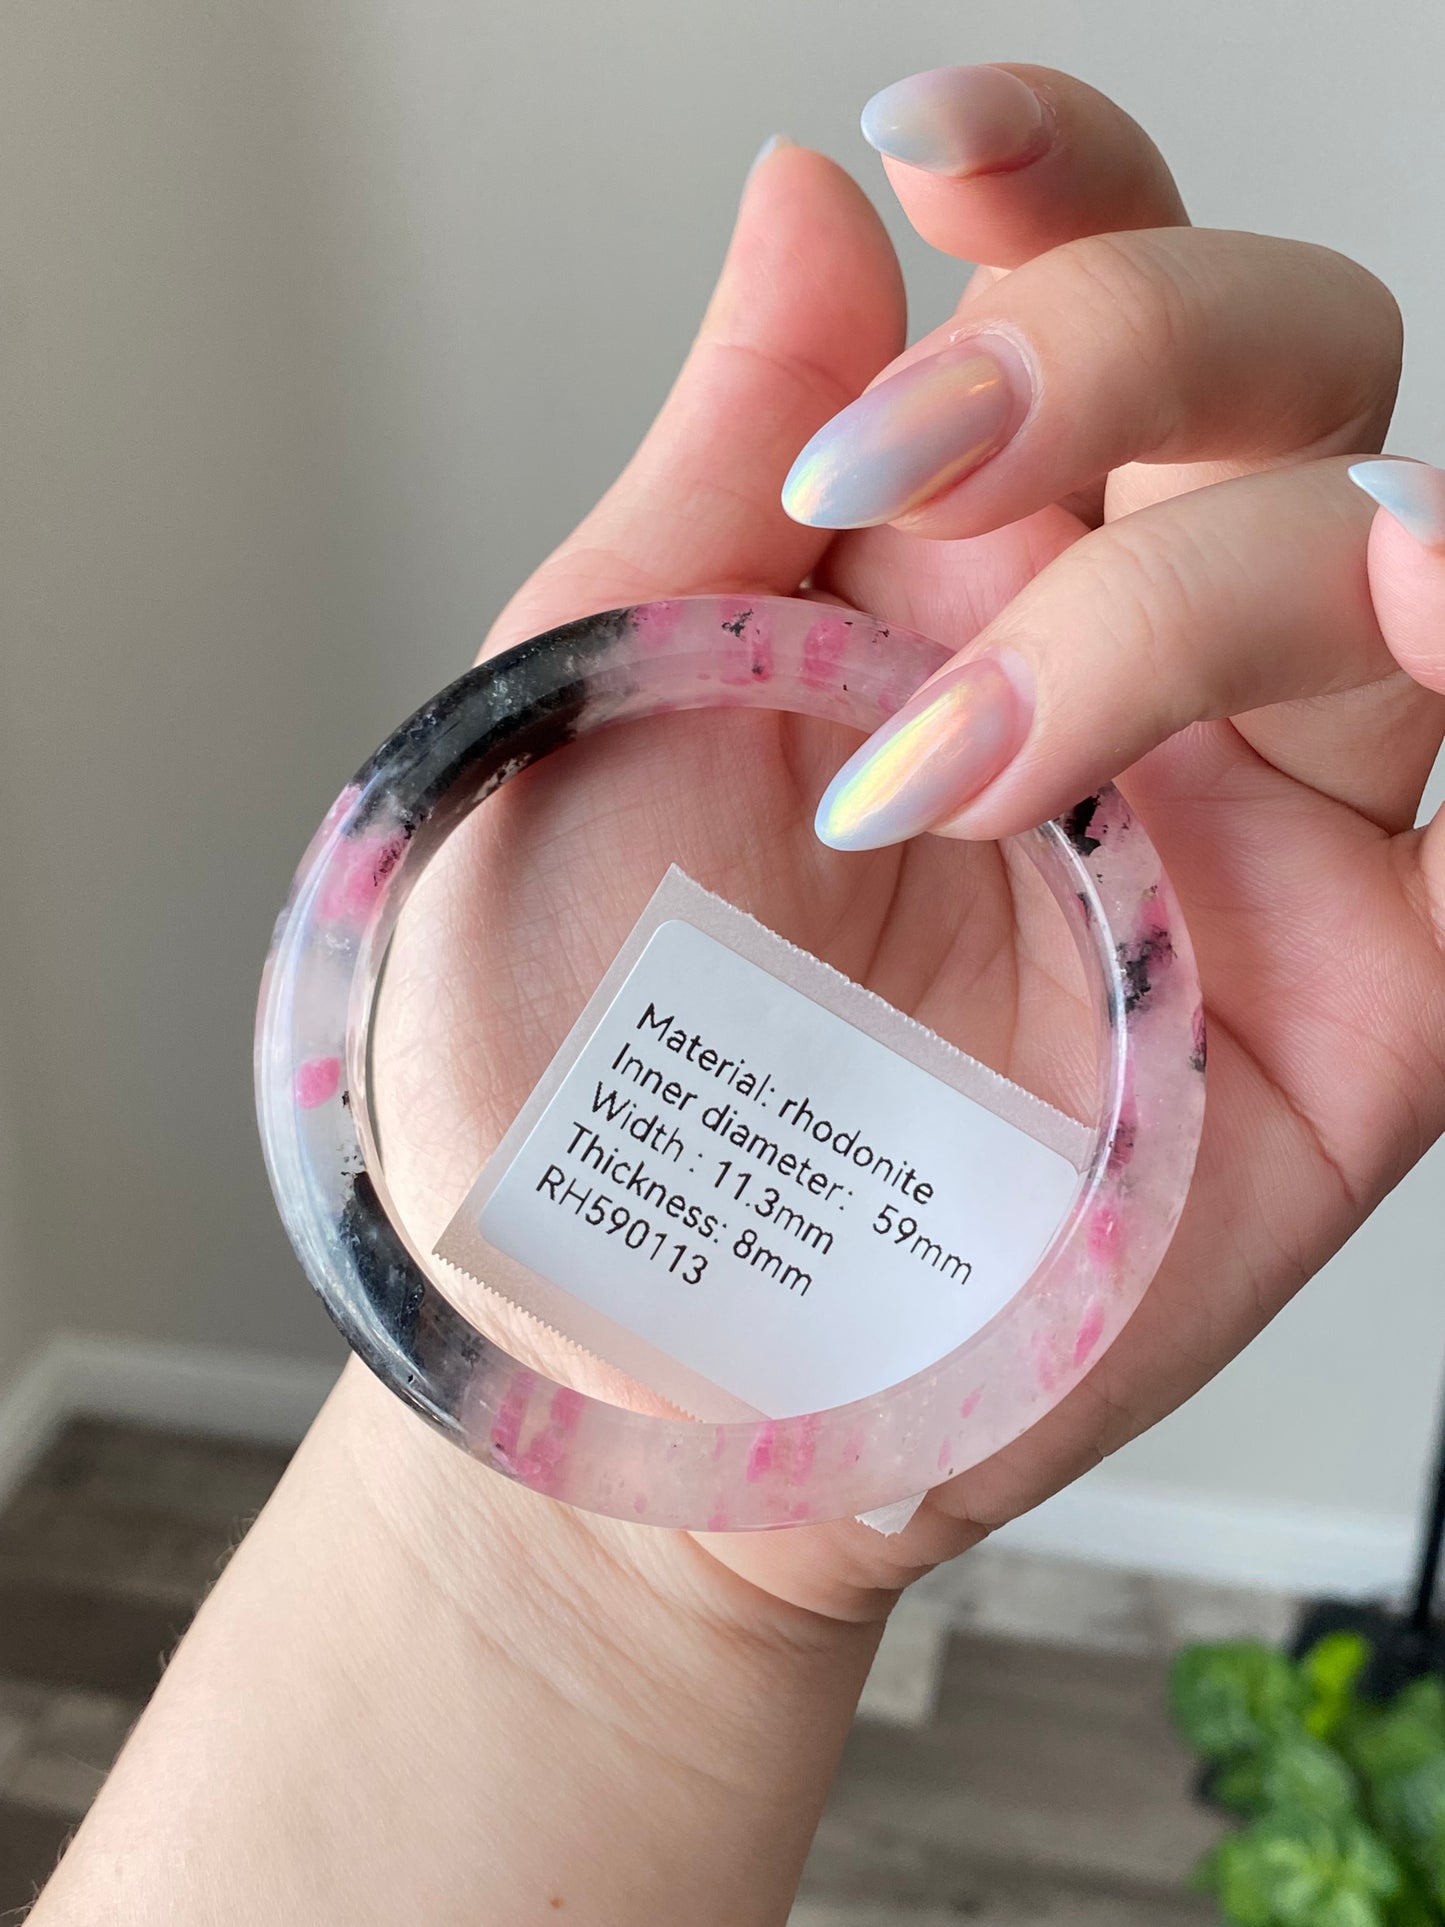 Material: rhodonite
Inner diameter: 59mm
Width: 11.3mm
Thickness: 8mm
RH590113